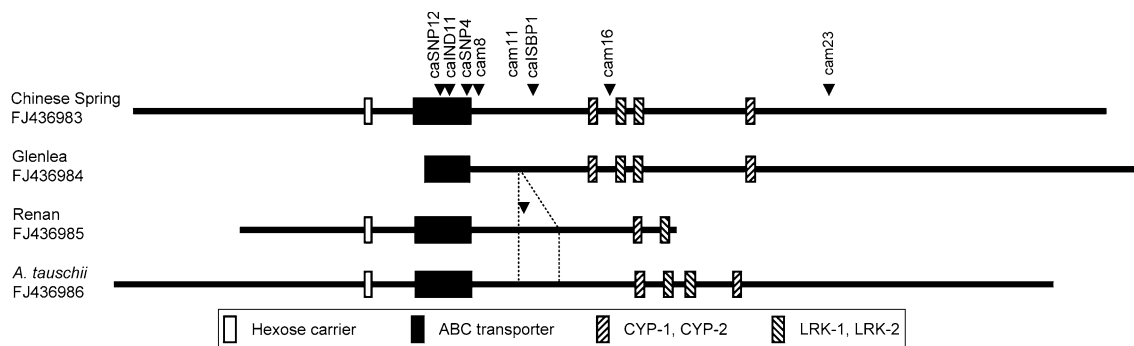 caSNP12
caIND11
caSNP4
cam8
cam11
caISBP1
cam16
cam23
Chinese Spring
FJ436983
Glenlea
FJ436984
Renan
FJ436985
A. tauschii
FJ436986
Hexose carrier
ABC transporter
CYP-1, CYP-2
LRK-1, LRK-2